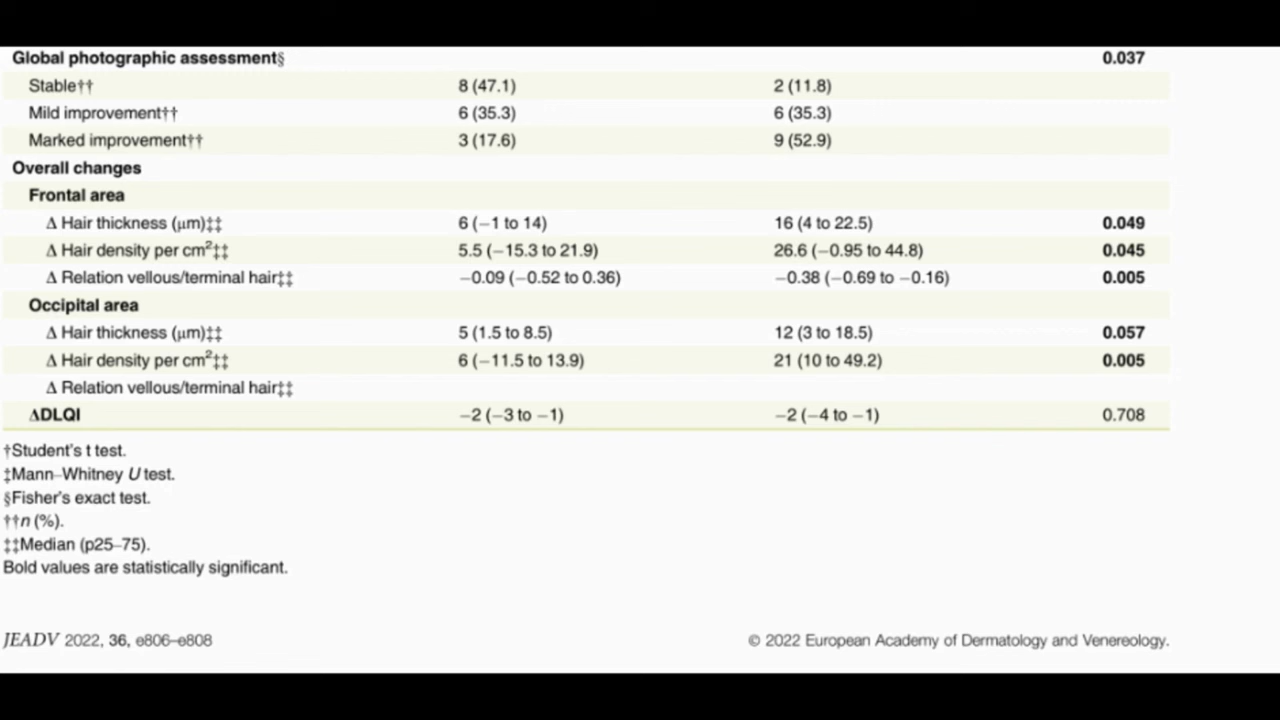 Global photographic assessment§ 0.037
Stable†† 8 (47.1) 2 (11.8)
Mild improvement†† 6 (35.3) 6 (35.3)
Marked improvement†† 3 (17.6) 9 (52.9)
Overall changes
Frontal area
Δ Hair thickness (μm)‡‡ 6 (−1 to 14) 16 (4 to 22.5) 0.049
Δ Hair density per cm²‡‡ 5.5 (−15.3 to 21.9) 26.6 (−0.95 to 44.8) 0.045
Δ Relation vellous/terminal hair‡‡ −0.09 (−0.52 to 0.36) −0.38 (−0.69 to −0.16) 0.005
Occipital area
Δ Hair thickness (μm)‡‡ 5 (1.5 to 8.5) 12 (3 to 18.5) 0.057
Δ Hair density per cm²‡‡ 6 (−11.5 to 13.9) 21 (10 to 49.2) 0.005
Δ Relation vellous/terminal hair‡‡
ΔDLQI −2 (−3 to −1) −2 (−4 to −1) 0.708
†Student's t test.
‡Mann–Whitney U test.
§Fisher's exact test.
††n (%).
‡‡Median (p25–75).
Bold values are statistically significant.
JEADV 2022, 36, e806–e808 © 2022 European Academy of Dermatology and Venereology.